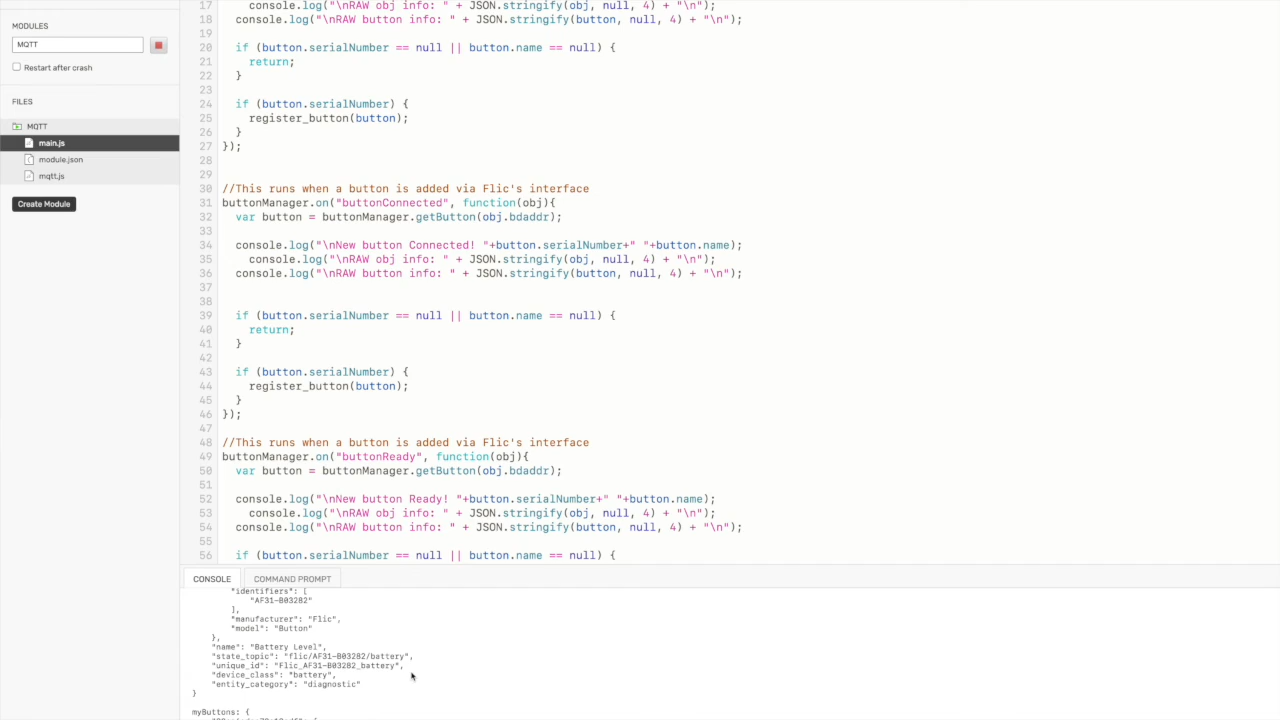 MODULES
MQTT
Restart after crash
FILES
MQTT
main.js
module.json
mqtt.js
Create Module
17 console.log("\nRAW obj info: " + JSON.stringify(obj, null, 4) + "\n");
18 console.log("\nRAW button info: " + JSON.stringify(button, null, 4) + "\n");
19
20 if (button.serialNumber == null || button.name == null) {
21 return;
22 }
23
24 if (button.serialNumber) {
25 register_button(button);
26 }
27 });
28
29
30 //This runs when a button is added via Flic's interface
31 buttonManager.on("buttonConnected", function(obj){
32 var button = buttonManager.getButton(obj.bdaddr);
33
34 console.log("\nNew button Connected! "+button.serialNumber+" "+button.name);
35 console.log("\nRAW obj info: " + JSON.stringify(obj, null, 4) + "\n");
36 console.log("\nRAW button info: " + JSON.stringify(button, null, 4) + "\n");
37
38
39 if (button.serialNumber == null || button.name == null) {
40 return;
41 }
42
43 if (button.serialNumber) {
44 register_button(button);
45 }
46 });
47
48 //This runs when a button is added via Flic's interface
49 buttonManager.on("buttonReady", function(obj){
50 var button = buttonManager.getButton(obj.bdaddr);
51
52 console.log("\nNew button Ready! "+button.serialNumber+" "+button.name);
53 console.log("\nRAW obj info: " + JSON.stringify(obj, null, 4) + "\n");
54 console.log("\nRAW button info: " + JSON.stringify(button, null, 4) + "\n");
55
56 if (button.serialNumber == null || button.name == null) {
CONSOLE COMMAND PROMPT
"identifiers": [
"AF31-B03282"
],
"manufacturer": "Flic",
"model": "Button"
},
"name": "Battery Level",
"state_topic": "flic/AF31-B03282/battery",
"unique_id": "Flic_AF31-B03282_battery",
"device_class": "battery",
"entity_category": "diagnostic"
}
myButtons: {